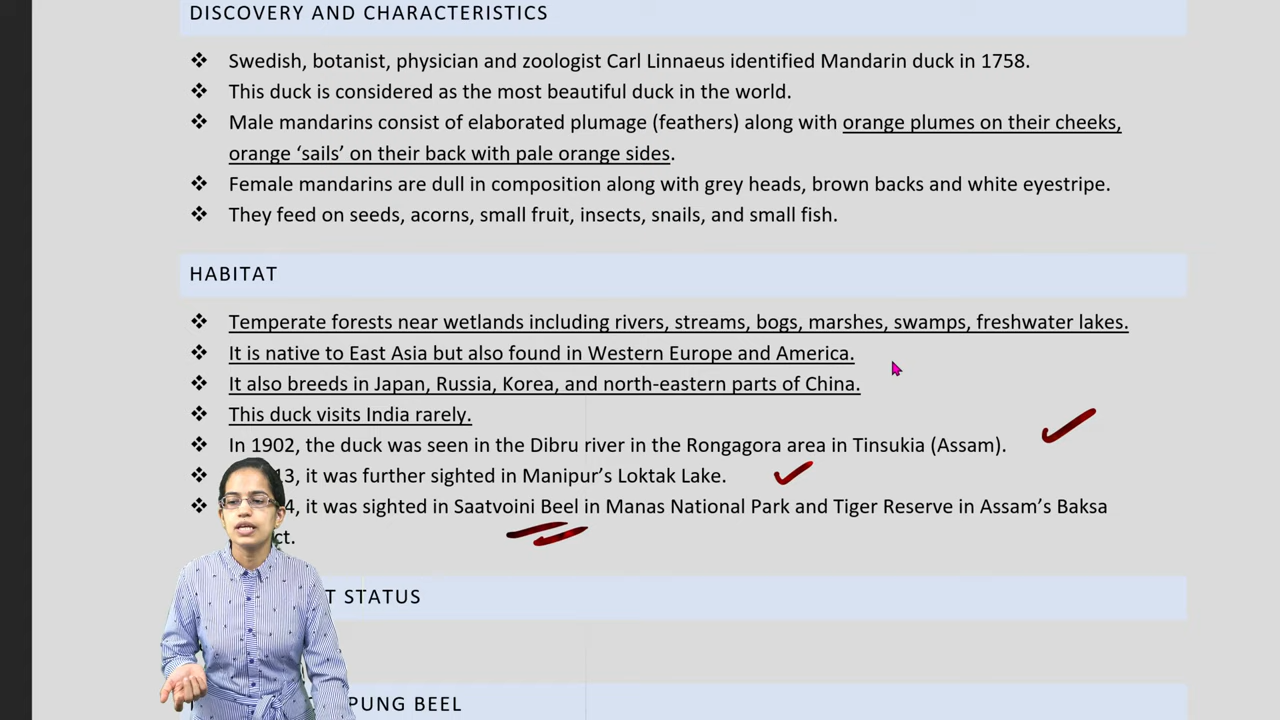 DISCOVERY AND CHARACTERISTICS
❖ Swedish, botanist, physician and zoologist Carl Linnaeus identified Mandarin duck in 1758.
❖ This duck is considered as the most beautiful duck in the world.
❖ Male mandarins consist of elaborated plumage (feathers) along with orange plumes on their cheeks,
orange ‘sails’ on their back with pale orange sides.
❖ Female mandarins are dull in composition along with grey heads, brown backs and white eyestripe.
❖ They feed on seeds, acorns, small fruit, insects, snails, and small fish.
HABITAT
❖ Temperate forests near wetlands including rivers, streams, bogs, marshes, swamps, freshwater lakes.
❖ It is native to East Asia but also found in Western Europe and America.
❖ It also breeds in Japan, Russia, Korea, and north-eastern parts of China.
❖ This duck visits India rarely.
❖ In 1902, the duck was seen in the Dibru river in the Rongagora area in Tinsukia (Assam).
❖ 13, it was further sighted in Manipur’s Loktak Lake.
❖ 4, it was sighted in Saatvoini Beel in Manas National Park and Tiger Reserve in Assam’s Baksa
ct.
T STATUS
PUNG BEEL